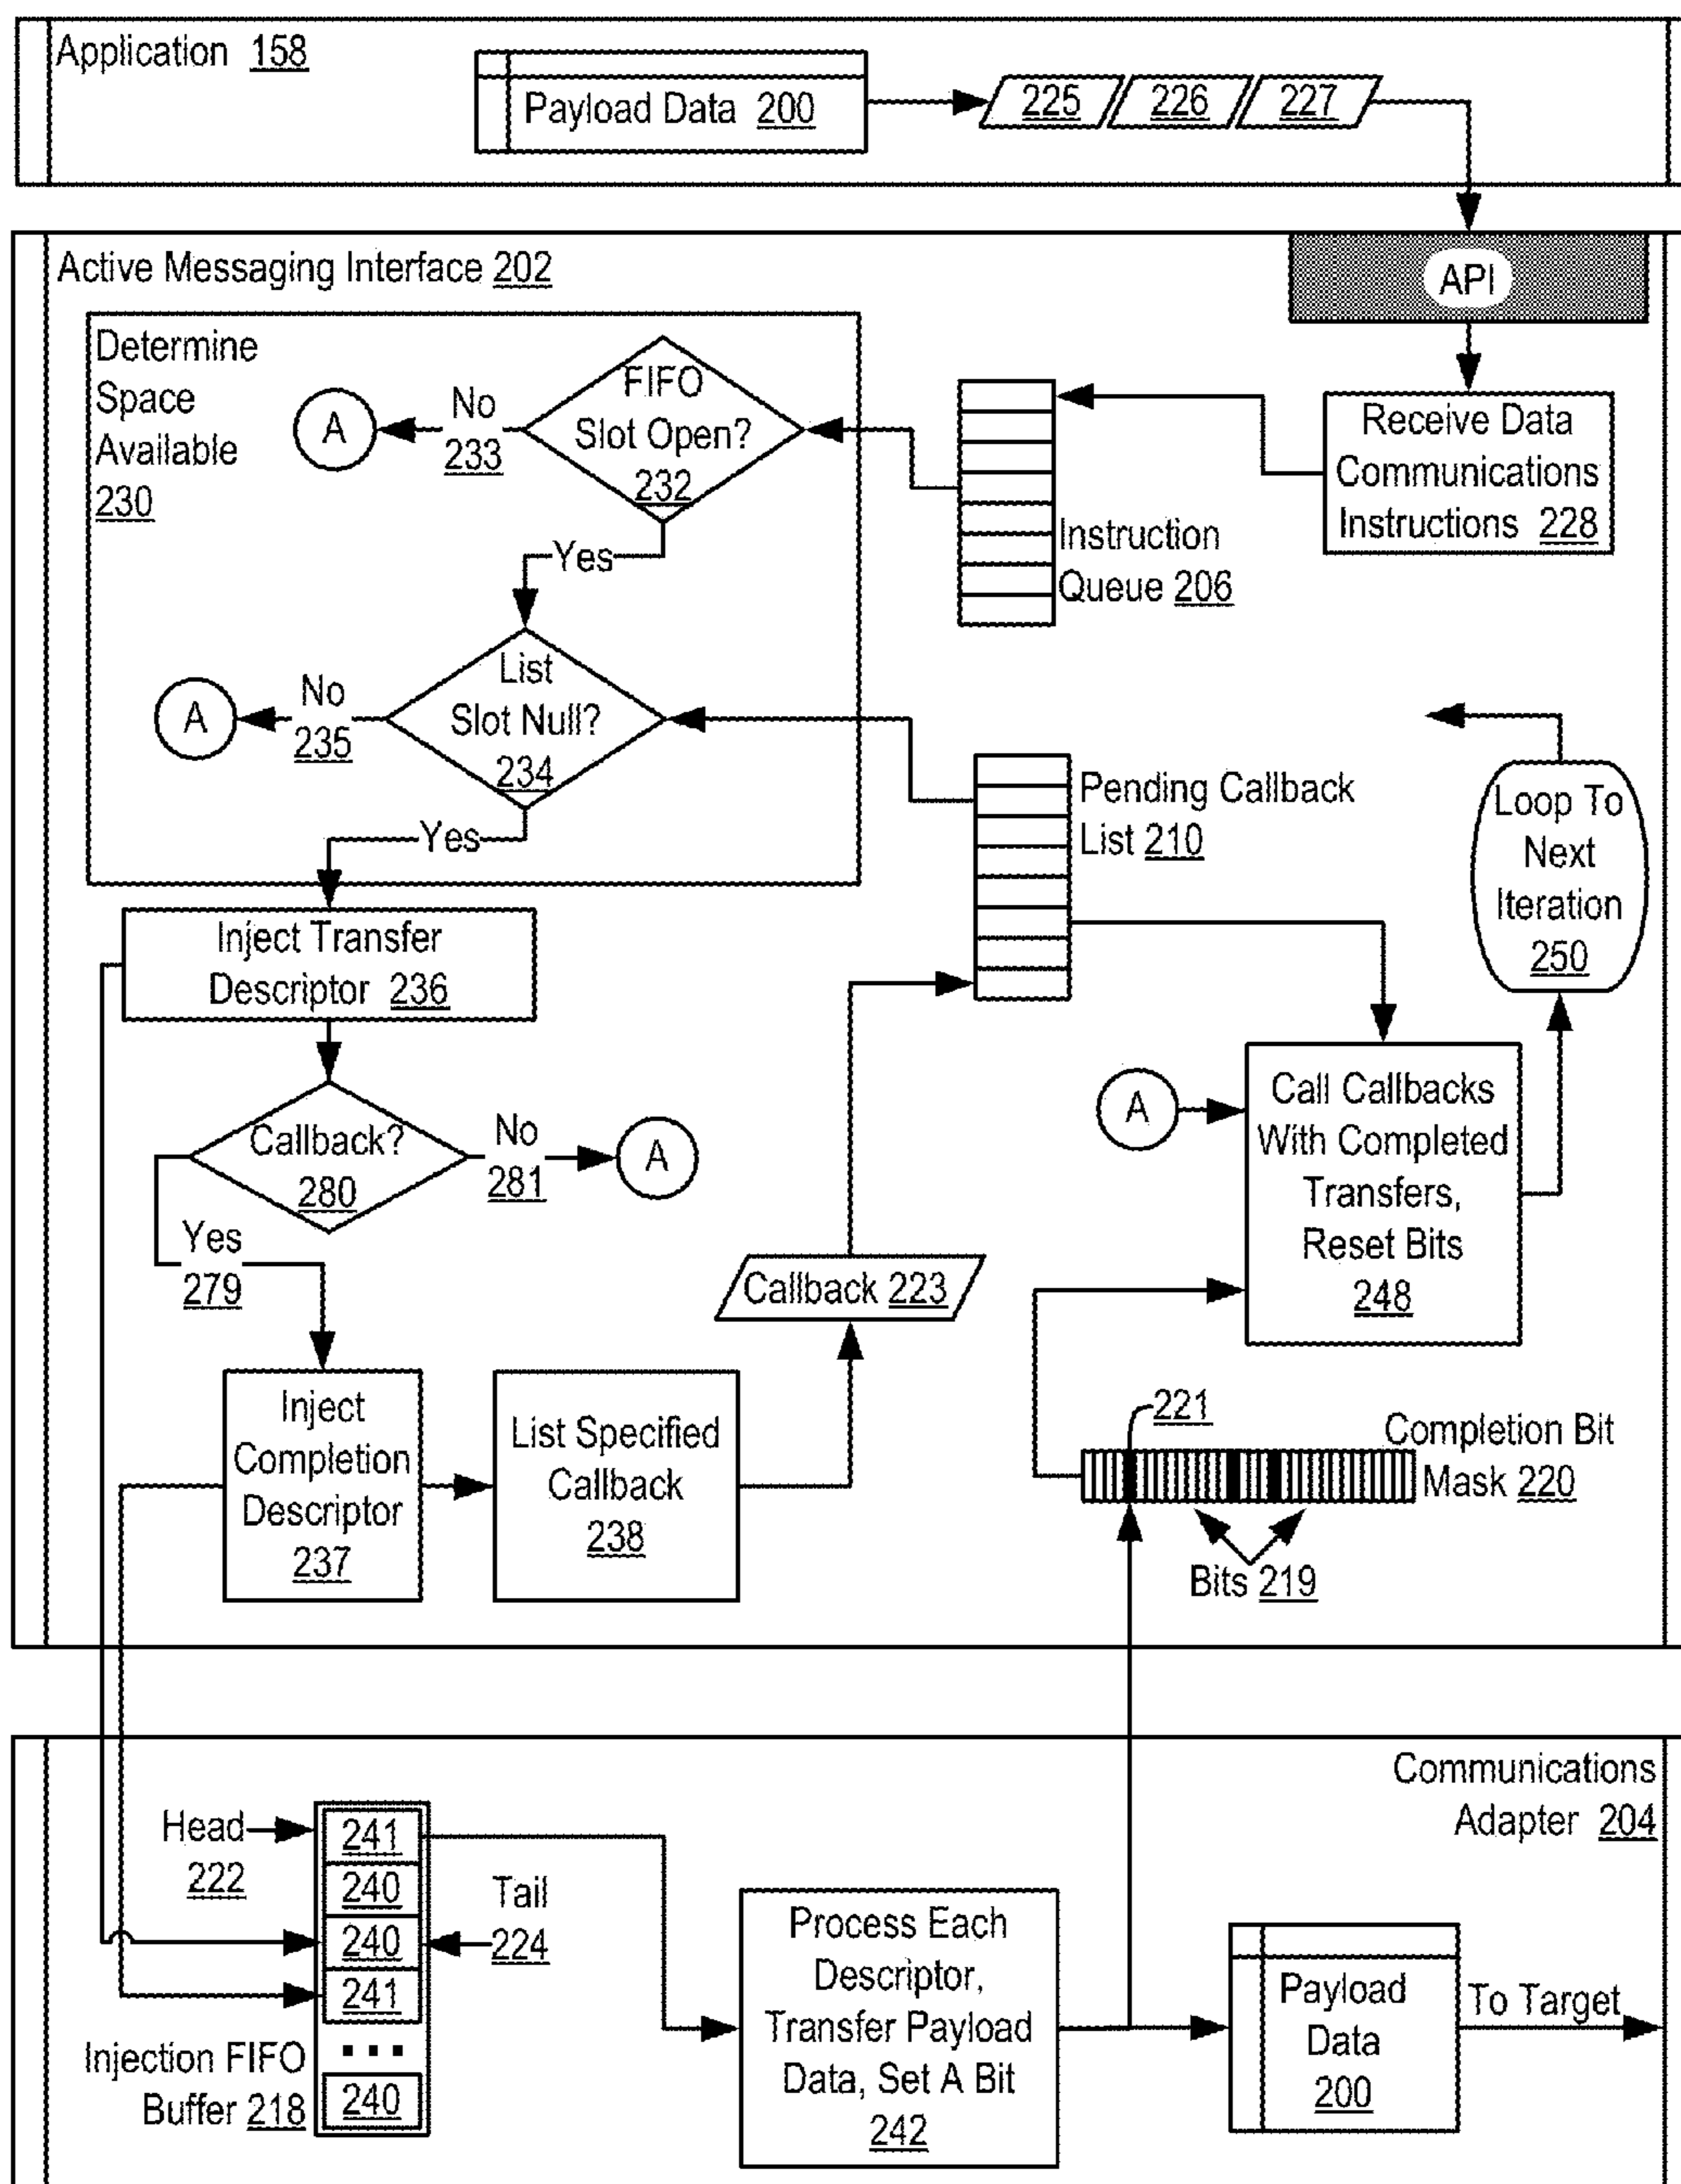 Application 158
Payload Data 200
225 226 227
Active Messaging Interface 202
API
Determine
Space
Available
230
FIFO
Slot Open?
232
No
233
A
Yes
Receive Data
Communications
Instructions 228
Instruction
Queue 206
List
Slot Null?
234
No
235
A
Yes
Pending Callback
List 210
Loop To
Next
Iteration
250
Inject Transfer
Descriptor 236
Callback?
280
No
281
A
Yes
279
A
Call Callbacks
With Completed
Transfers,
Reset Bits
248
Callback 223
Inject
Completion
Descriptor
237
List Specified
Callback
238
221
Completion Bit
Mask 220
Bits 219
Communications
Adapter 204
Head
222
241
240
240
241
...
240
Tail
224
Injection FIFO
Buffer 218
Process Each
Descriptor,
Transfer Payload
Data, Set A Bit
242
Payload
Data
200
To Target